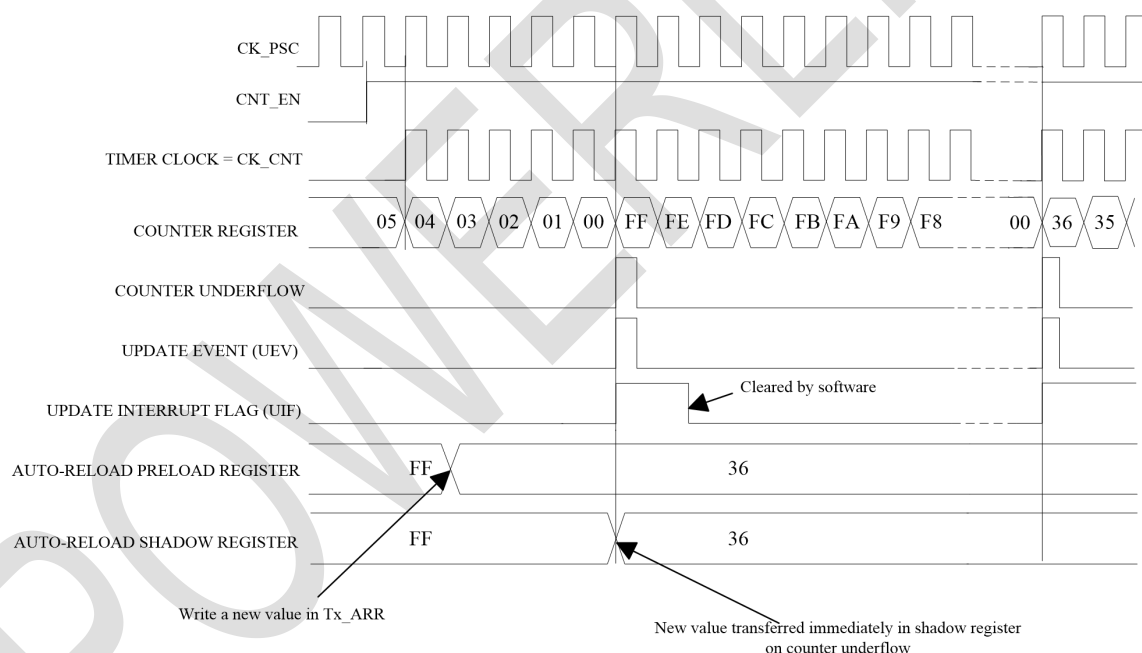 CK_PSC
CNT_EN
TIMER CLOCK = CK_CNT
COUNTER REGISTER 05 04 03 02 01 00 FF FE FD FC FB FA F9 F8 00 36 35
COUNTER UNDERFLOW
UPDATE EVENT (UEV)
Cleared by software
UPDATE INTERRUPT FLAG (UIF)
AUTO-RELOAD PRELOAD REGISTER FF 36
AUTO-RELOAD SHADOW REGISTER FF 36
Write a new value in Tx_ARR
New value transferred immediately in shadow register
on counter underflow